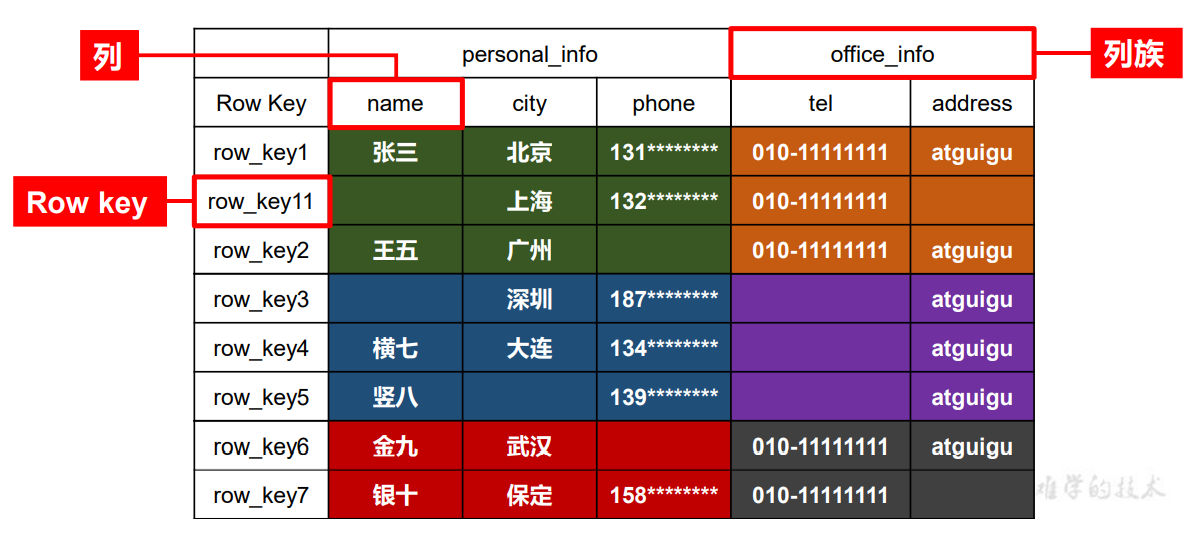 列
personal_info office_info
列族
Row Key name city phone tel address
row_key1 张三 北京 131******** 010-11111111 atguigu
Row key
row_key11 上海 132******** 010-11111111
row_key2 王五 广州 010-11111111 atguigu
row_key3 深圳 187******** atguigu
row_key4 横七 大连 134******** atguigu
row_key5 竖八 139******** atguigu
row_key6 金九 武汉 010-11111111 atguigu
row_key7 银十 保定 158******** 010-11111111
难学的技术